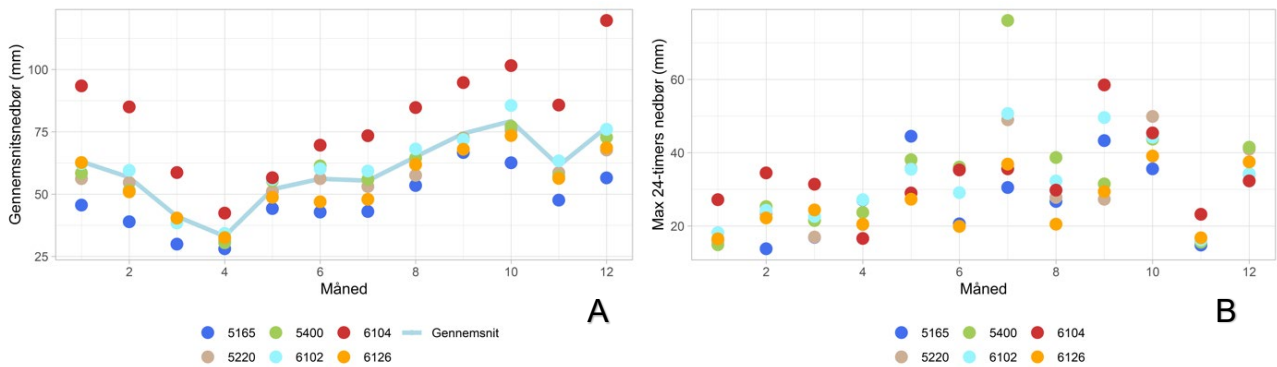 Gennemsnitsnedbør (mm)
100
75
50
25
2 4 6 8 10 12
Måned
5165 5400 6104 Gennemsnit
5220 6102 6126
A
Max 24-timers nedbør (mm)
60
40
20
2 4 6 8 10 12
Måned
5165 5400 6104
5220 6102 6126
B